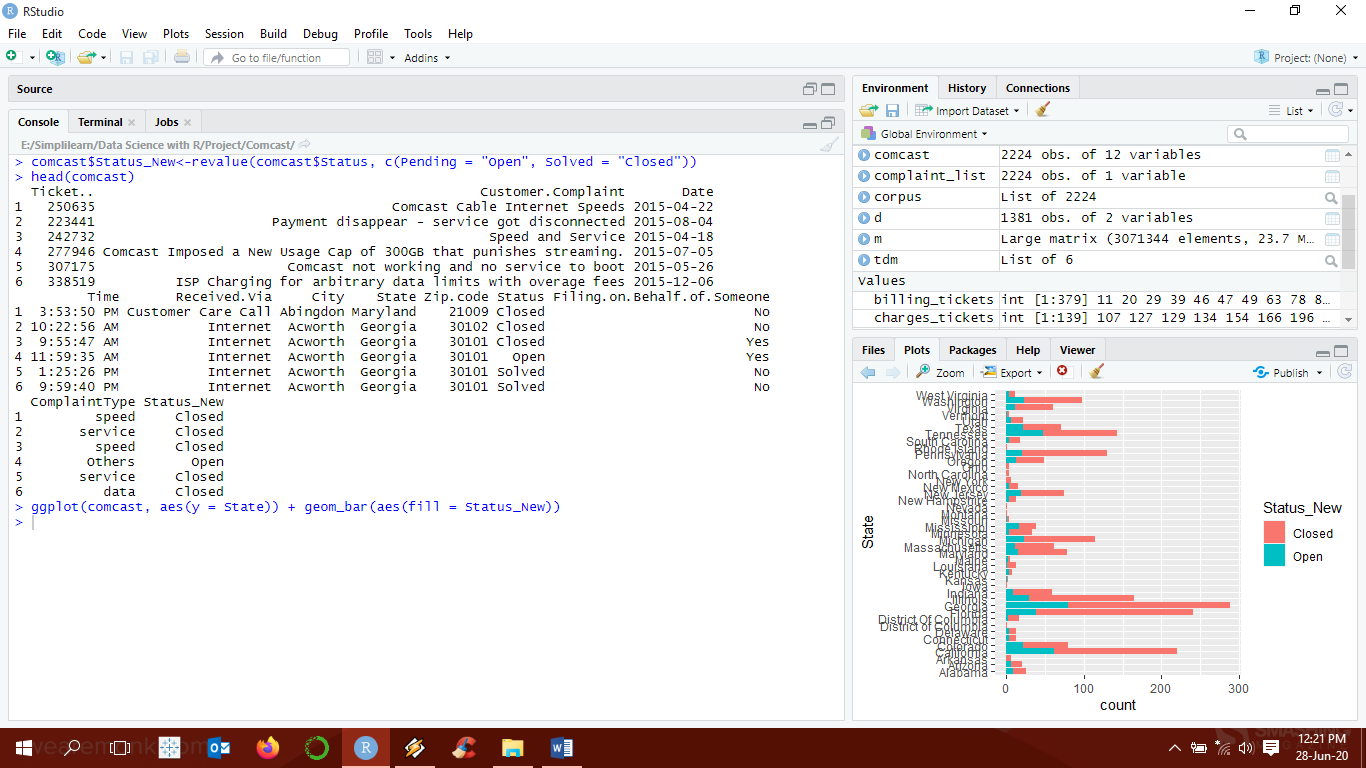 RStudio
File Edit Code View Plots Session Build Debug Profile Tools Help
Go to file/function Addins Project: (None)
Source
Console Terminal Jobs
E:/Simplilearn/Data Science with R/Project/Comcast/
> comcast$Status_New<-revalue(comcast$Status, c(Pending = "Open", Solved = "Closed"))
> head(comcast)
Ticket.. Customer.Complaint Date
1 250635 Comcast Cable Internet Speeds 2015-04-22
2 223441 Payment disappear - service got disconnected 2015-08-04
3 242732 Speed and Service 2015-04-18
4 277946 Comcast Imposed a New Usage Cap of 300GB that punishes streaming. 2015-07-05
5 307175 Comcast not working and no service to boot 2015-05-26
6 338519 ISP Charging for arbitrary data limits with overage fees 2015-12-06
Time Received.Via City State Zip.code Status Filing.on.Behalf.of.Someone
1 3:53:50 PM Customer Care Call Abingdon Maryland 21009 Closed No
2 10:22:56 AM Internet Acworth Georgia 30102 Closed No
3 9:55:47 AM Internet Acworth Georgia 30101 Closed Yes
4 11:59:35 AM Internet Acworth Georgia 30101 Open Yes
5 1:25:26 PM Internet Acworth Georgia 30101 Solved No
6 9:59:40 PM Internet Acworth Georgia 30101 Solved No
ComplaintType Status_New
1 speed Closed
2 service Closed
3 speed Closed
4 Others Open
5 service Closed
6 data Closed
> ggplot(comcast, aes(y = State)) + geom_bar(aes(fill = Status_New))
>
Environment History Connections
Import Dataset List
Global Environment
comcast 2224 obs. of 12 variables
complaint_list 2224 obs. of 1 variable
corpus List of 2224
d 1381 obs. of 2 variables
m Large matrix (3071344 elements, 23.7 M…
tdm List of 6
Values
billing_tickets int [1:379] 11 20 29 39 46 47 49 63 78 8…
charges_tickets int [1:139] 107 127 129 134 154 166 196 …
Files Plots Packages Help Viewer
Zoom Export Publish
State
West Virginia
Washington
Virginia
Vermont
Utah
Texas
Tennessee
South Carolina
Rhode Island
Pennsylvania
Oregon
Ohio
North Carolina
New York
New Mexico
New Jersey
New Hampshire
Nevada
Montana
Missouri
Mississippi
Minnesota
Michigan
Massachusetts
Maryland
Maine
Louisiana
Kentucky
Kansas
Iowa
Indiana
Illinois
Georgia
Florida
District Of Columbia
District of Columbia
Delaware
Connecticut
Colorado
California
Arkansas
Arizona
Alabama
0 100 200 300
count
Status_New
Closed
Open
12:21 PM
28-Jun-20